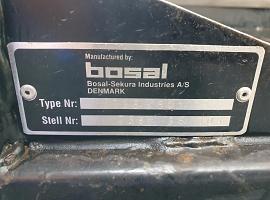 Manufactured by:
bosal
Bosal-Sekura Industries A/S
DENMARK
Type Nr:
Stell Nr: